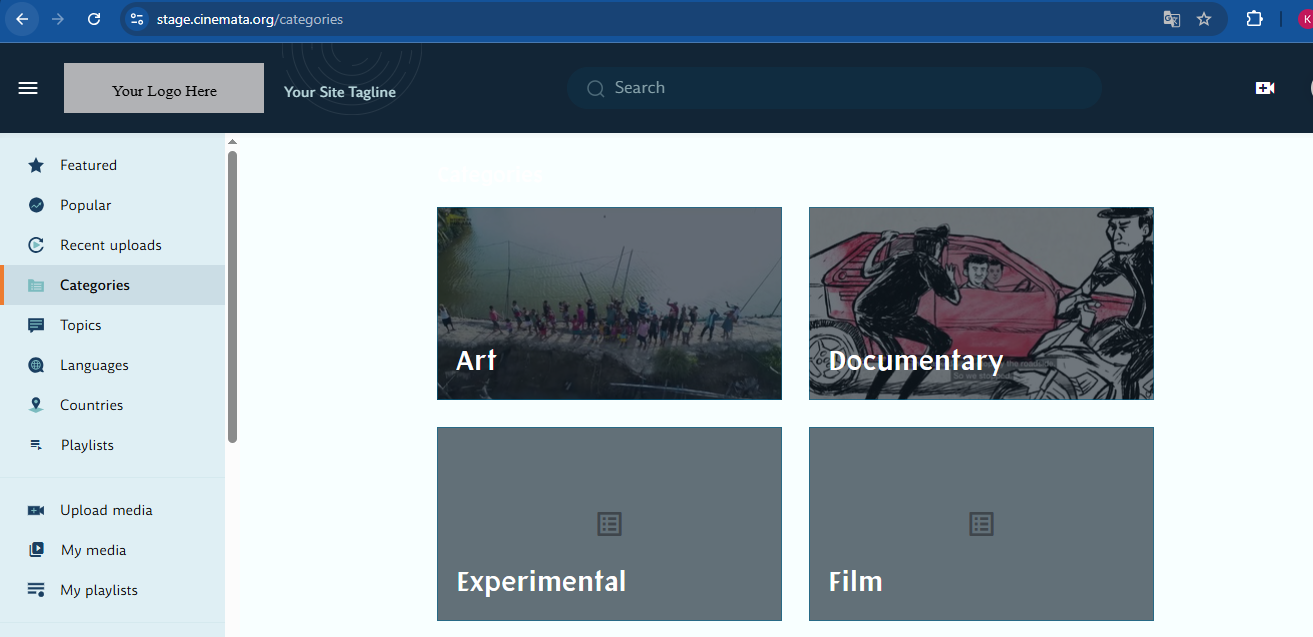 stage.cinemata.org/categories
K
Your Logo Here
Your Site Tagline
Search
Featured
Popular
Recent uploads
Categories
Topics
Languages
Countries
Playlists
Upload media
My media
My playlists
Art
Documentary
Experimental
Film